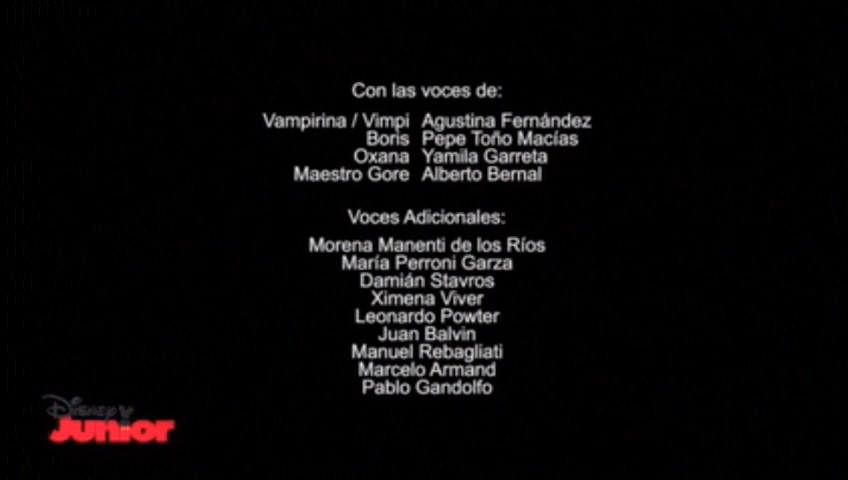 Con las voces de:
Vampirina / Vimpi Agustina Fernández
Boris Pepe Toño Macías
Oxana Yamila Garreta
Maestro Gore Alberto Bernal
Voces Adicionales:
Morena Manenti de los Ríos
María Perroni Garza
Damián Stavros
Ximena Viver
Leonardo Powter
Juan Balvin
Manuel Rebagliati
Marcelo Armand
Pablo Gandolfo
Disney
Junior